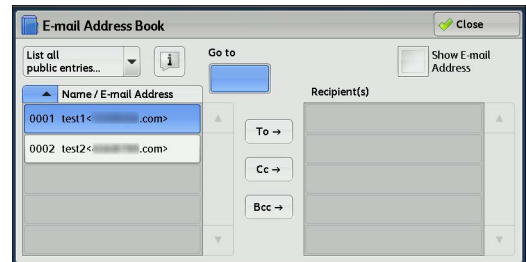 E-mail Address Book
Close
List all
public entries...
Go to
Show E-mail
Address
Name / E-mail Address
Recipient(s)
0001 test1< .com>
0002 test2< .com>
To →
Cc →
Bcc →